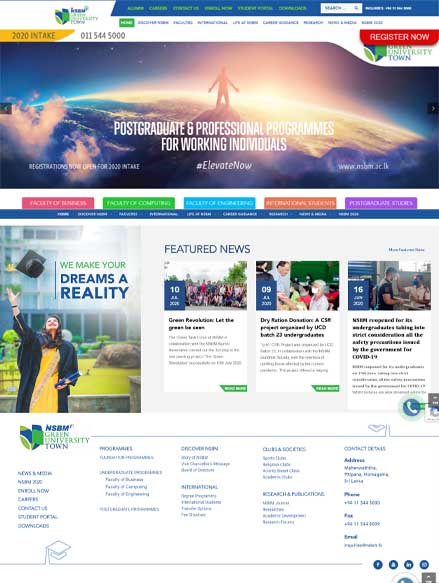 NSBM
GREEN
UNIVERSITY
TOWN
ALUMNI CAREERS CONTACT US ENROLL NOW STUDENT PORTAL DOWNLOADS
SEARCH ...
INQUIRIES: +94 11 544 5000
HOME DISCOVER NSBM FACULTIES INTERNATIONAL LIFE AT NSBM CAREER GUIDANCE RESEARCH NEWS & MEDIA NSBM 2020
2020 INTAKE 011 544 5000
REGISTER NOW
GREEN
UNIVERSITY
TOWN
POSTGRADUATE & PROFESSIONAL PROGRAMMES
FOR WORKING INDIVIDUALS
REGISTRATIONS NOW OPEN FOR 2020 INTAKE
#ElevateNow
www.nsbm.ac.lk
FACULTY OF BUSINESS
FACULTY OF COMPUTING
FACULTY OF ENGINEERING
INTERNATIONAL STUDENTS
POSTGRADUATE STUDIES
HOME DISCOVER NSBM FACULTIES INTERNATIONAL LIFE AT NSBM CAREER GUIDANCE RESEARCH NEWS & MEDIA NSBM 2020
WE MAKE YOUR
DREAMS A
REALITY
FEATURED NEWS
More Featured News
10
JUL
2020
Green Revolution: Let the
green be seen
READ MORE
09
JUL
2020
Dry Ration Donation: A CSR
project organized by UCD
batch 23 undergraduates
READ MORE
16
JUN
2020
NSBM reopened for its
undergraduates taking into
strict consideration all the
safety precautions issued
by the government for
COVID-19
NSBM reopened for its undergraduates
NSBM
GREEN
UNIVERSITY
TOWN
NEWS & MEDIA
NSBM 2020
ENROLL NOW
CAREERS
CONTACT US
STUDENT PORTAL
DOWNLOADS
PROGRAMMES
FOUNDATION PROGRAMMES
UNDERGRADUATE PROGRAMMES
Faculty of Business
Faculty of Computing
Faculty of Engineering
POSTGRADUATE PROGRAMMES
DISCOVER NSBM
Story of NSBM
Vice Chancellor's Message
Board of Directors
INTERNATIONAL
Degree Programs
International Students
Transfer Options
Fee Structure
CLUBS & SOCIETIES
Sports Clubs
Religious Clubs
Activity Based Clubs
Academic Clubs
RESEARCH & PUBLICATIONS
NSBM Journal
Researches
Academic Development
Research Forums
CONTACT DETAILS
Address
Mahenwaththa,
Pitipana, Homagama,
Sri Lanka
Phone
+94 11 544 5000
Fax
+94 11 544 5009
Email
inquiries@nsbm.lk